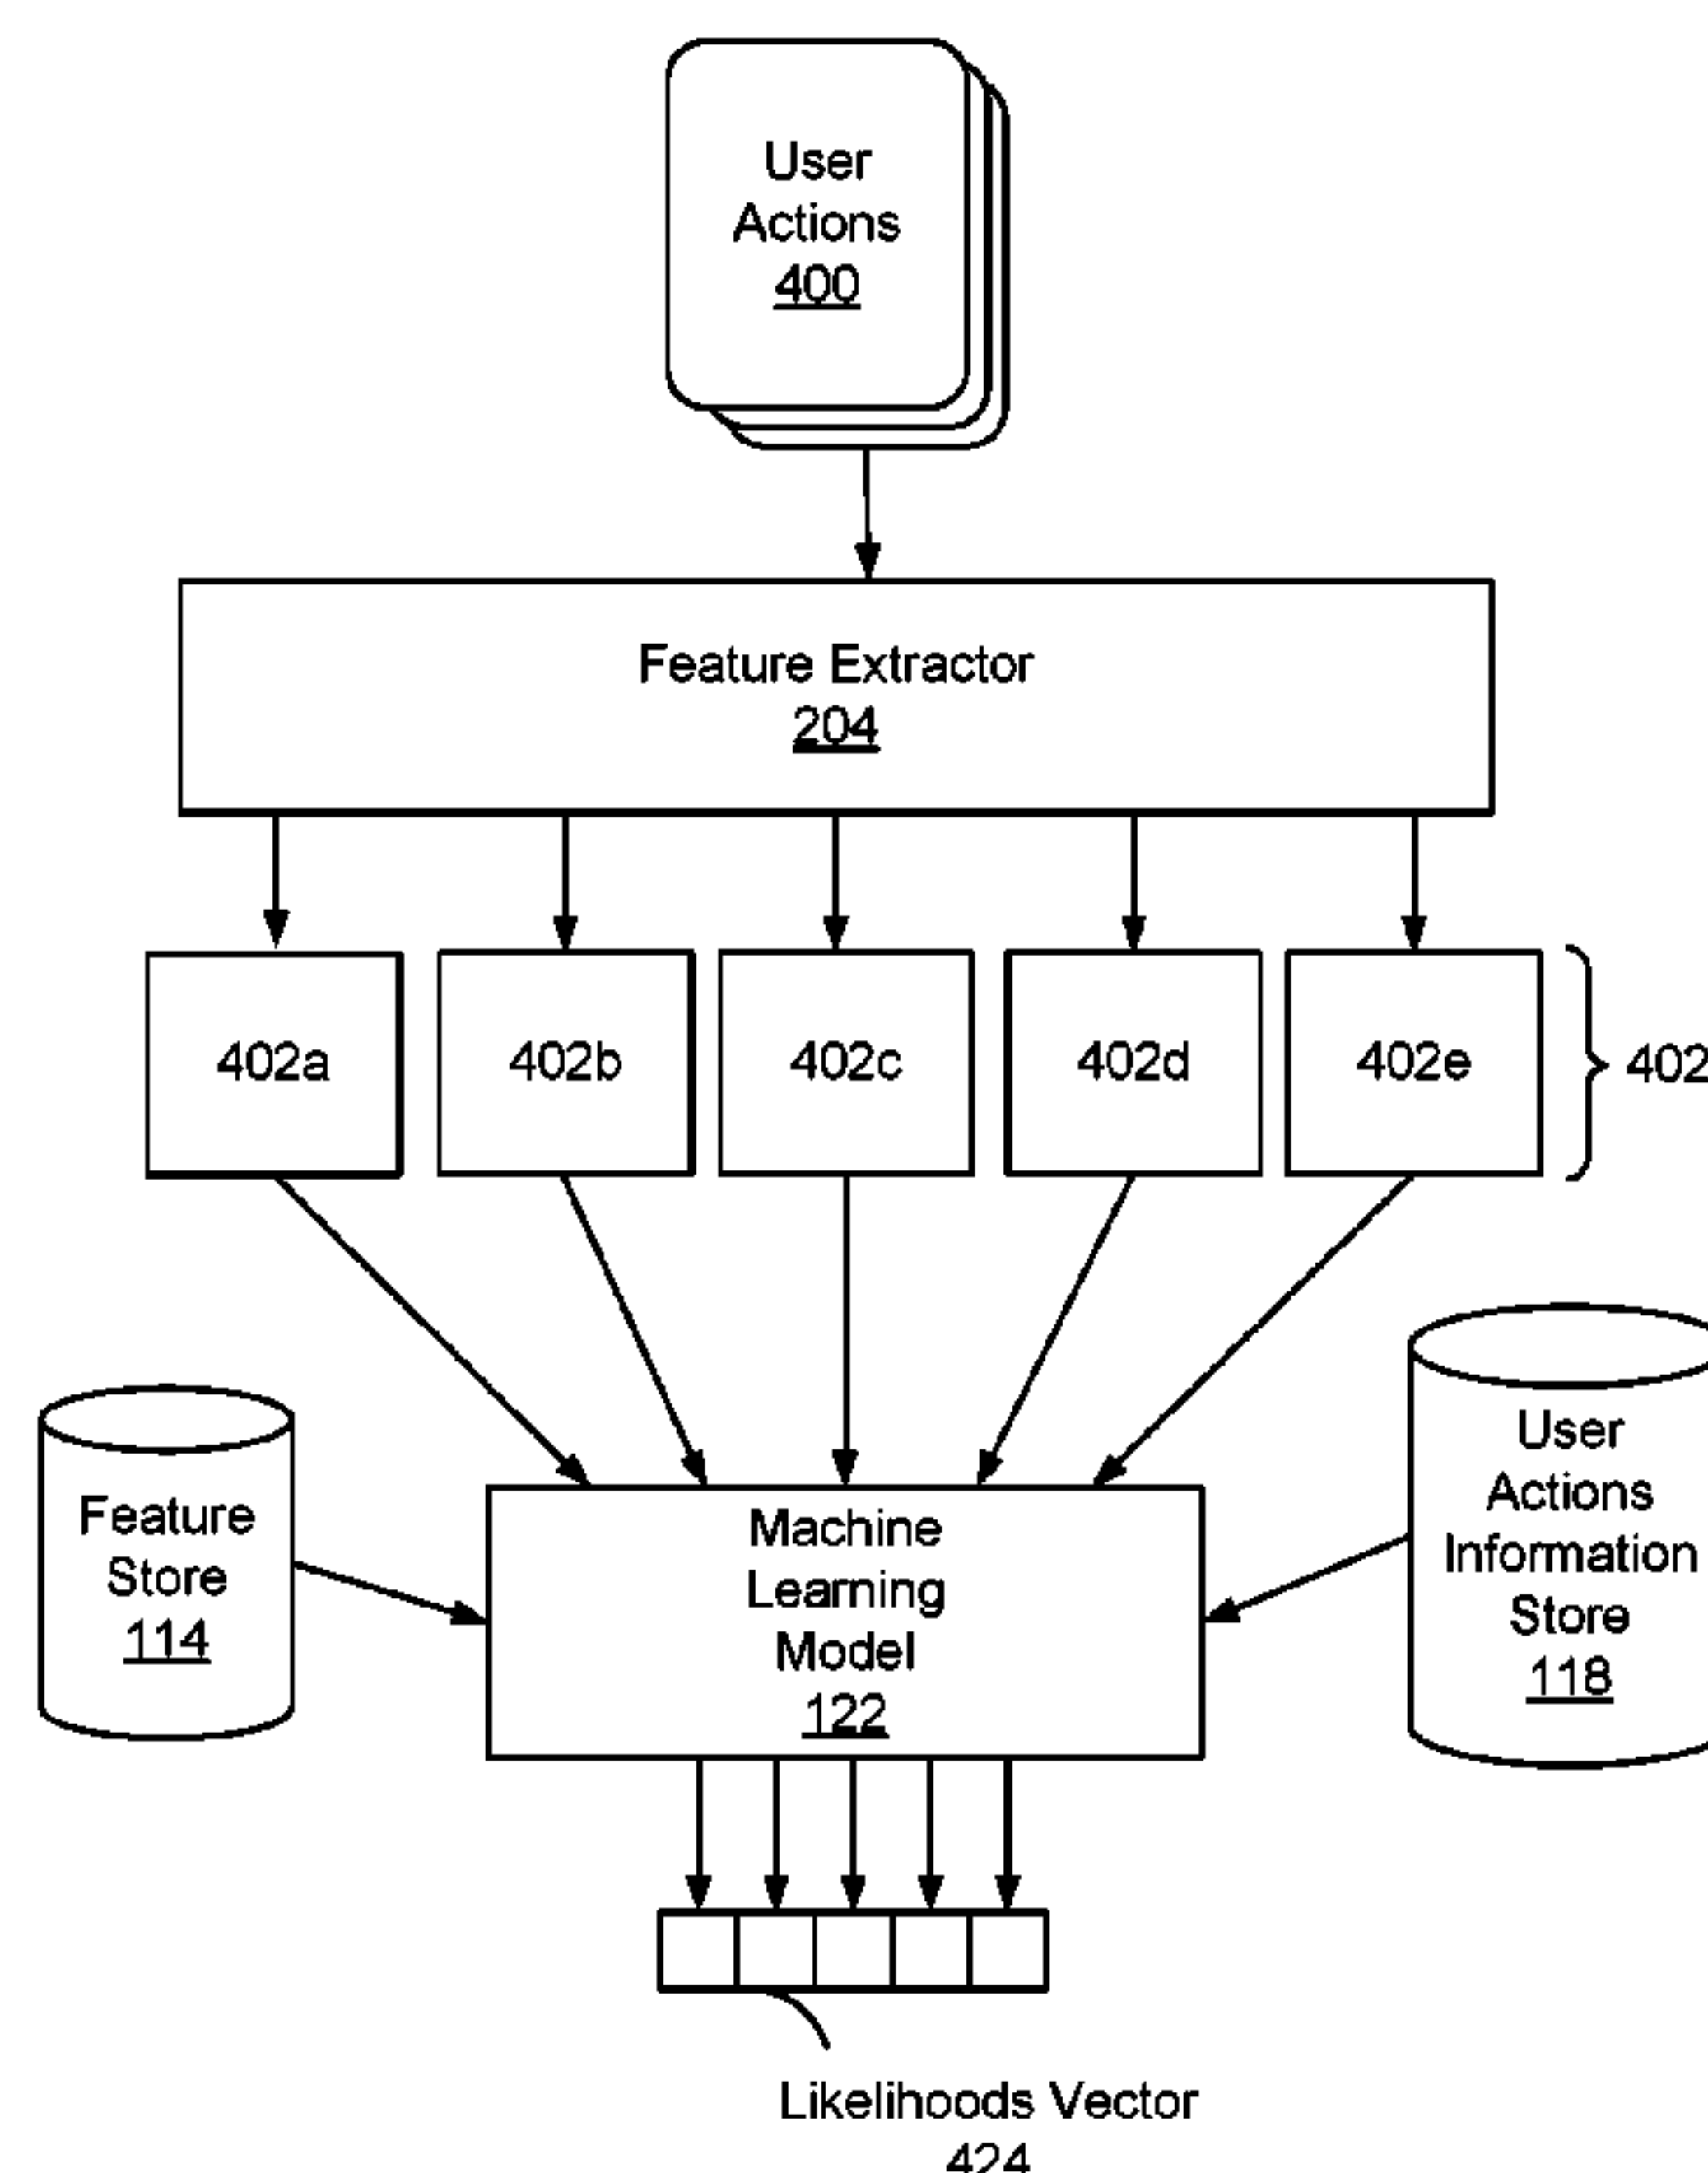 User
Actions
400
Feature Extractor
204
402a
402b
402c
402d
402e
402
Feature
Store
114
Machine
Learning
Model
122
User
Actions
Information
Store
118
Likelihoods Vector
424